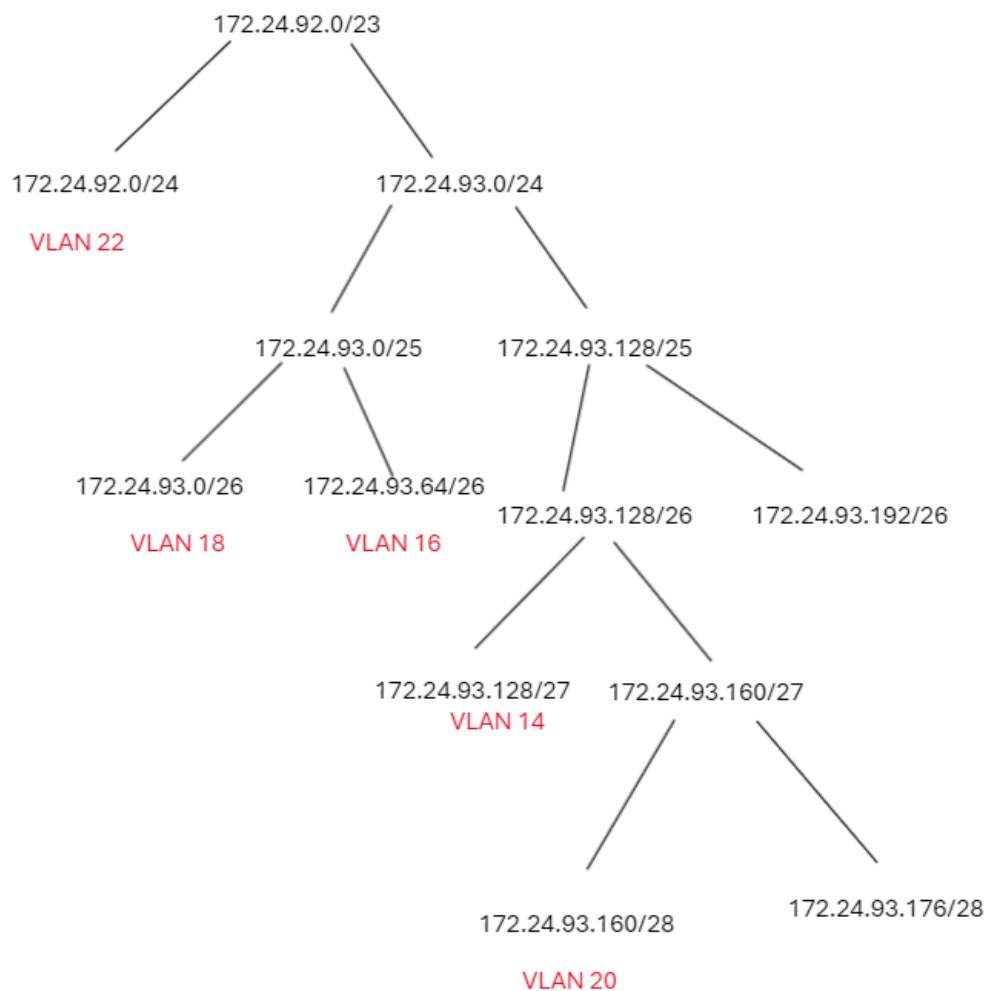 172.24.92.0/23
172.24.92.0/24
172.24.93.0/24
VLAN 22
172.24.93.0/25
172.24.93.128/25
172.24.93.0/26
172.24.93.64/26
172.24.93.128/26
172.24.93.192/26
VLAN 18
VLAN 16
172.24.93.128/27
172.24.93.160/27
VLAN 14
172.24.93.160/28
172.24.93.176/28
VLAN 20